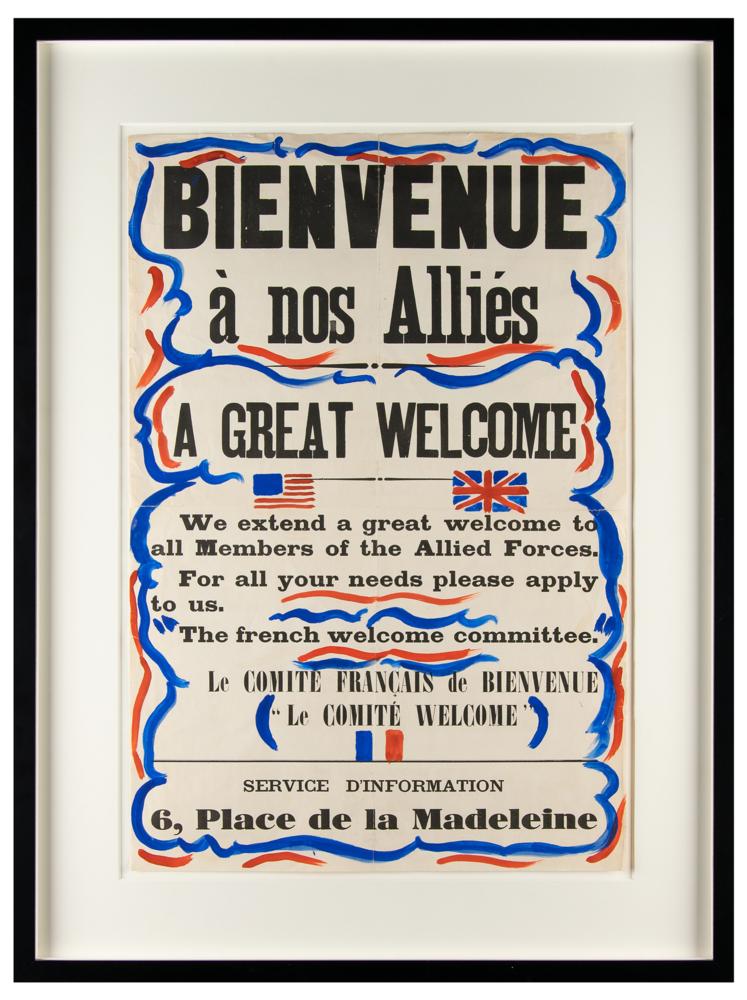 BIENVENUE
à nos Alliés
A GREAT WELCOME
We extend a great welcome to
all Members of the Allied Forces.
For all your needs please apply
to us.
The french welcome committee.
Le COMITÉ FRANÇAIS de BIENVENUE
“Le COMITÉ WELCOME”
SERVICE D'INFORMATION
6, Place de la Madeleine